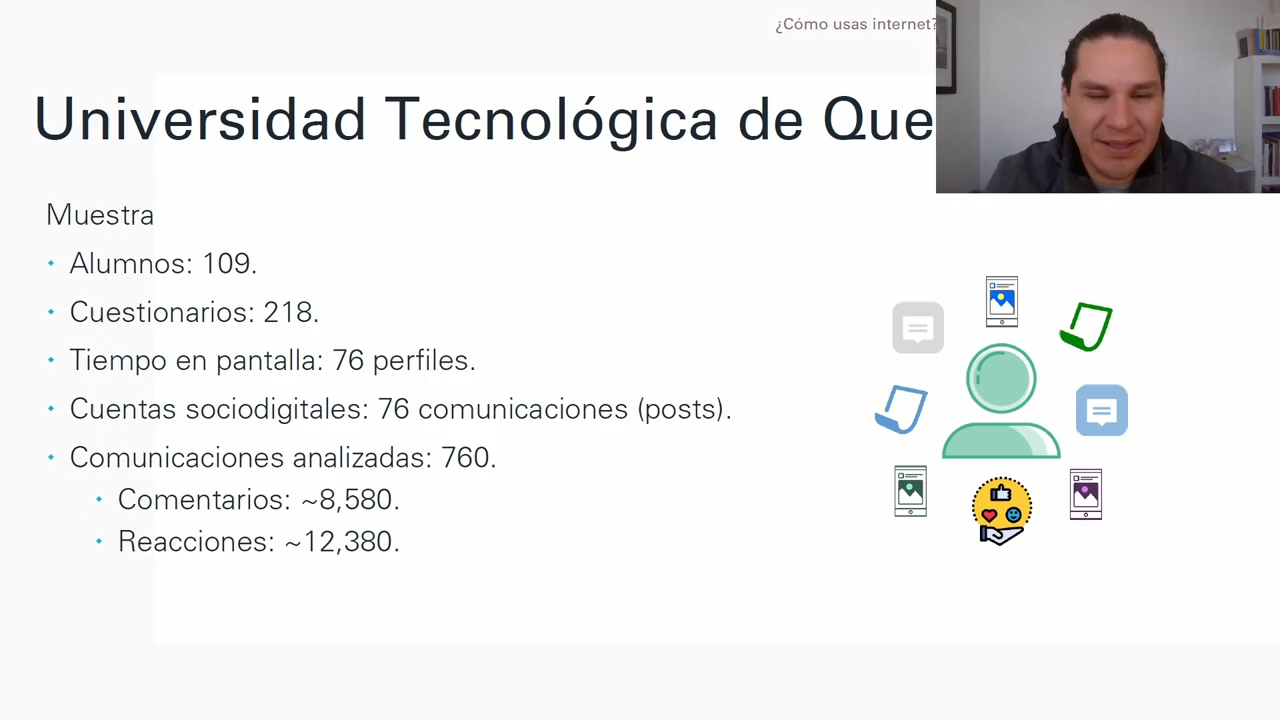 ¿Cómo usas internet?
Universidad Tecnológica de Que
Muestra
• Alumnos: 109.
• Cuestionarios: 218.
• Tiempo en pantalla: 76 perfiles.
• Cuentas sociodigitales: 76 comunicaciones (posts).
• Comunicaciones analizadas: 760.
• Comentarios: ~8,580.
• Reacciones: ~12,380.